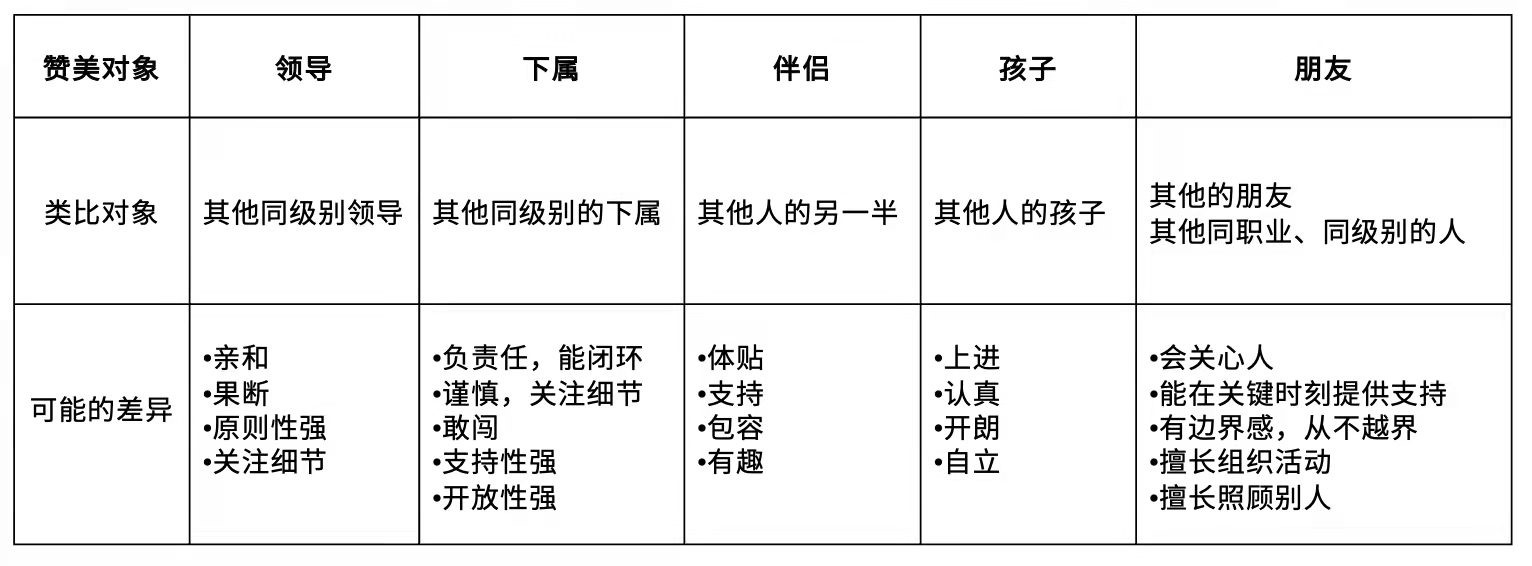 赞美对象 领导 下属 伴侣 孩子 朋友
类比对象 其他同级别领导 其他同级别的下属 其他人的另一半 其他人的孩子 其他的朋友
其他同职业、同级别的人
可能的差异
•亲和
•果断
•原则性强
•关注细节
•负责任，能闭环
•谨慎，关注细节
•敢闯
•支持性强
•开放性强
•体贴
•支持
•包容
•有趣
•上进
•认真
•开朗
•自立
•会关心人
•能在关键时刻提供支持
•有边界感，从不越界
•擅长组织活动
•擅长照顾别人